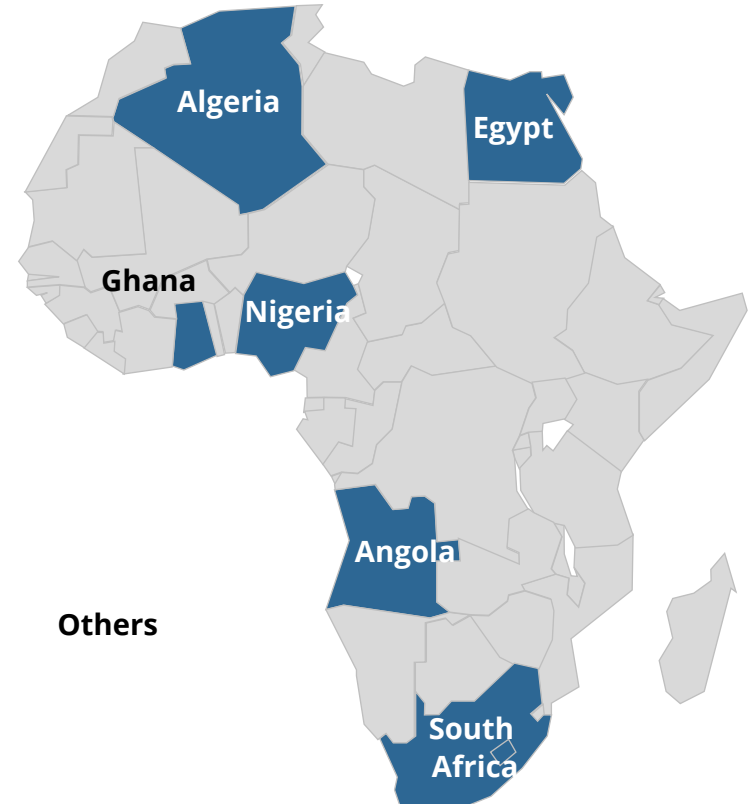 Algeria
Egypt
Ghana
Nigeria
Angola
Others
South
Africa